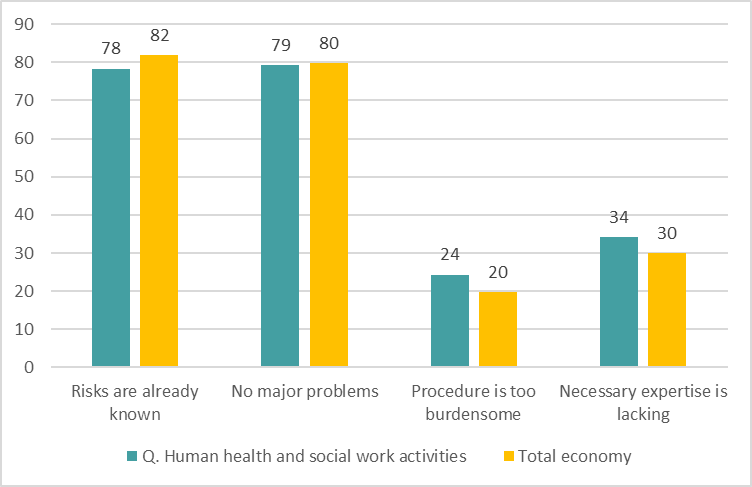 90
80
70
60
50
40
30
20
10
0
78
82
79
80
24
20
34
30
Risks are already
known
No major problems
Procedure is too
burdensome
Necessary expertise is
lacking
Q. Human health and social work activities
Total economy